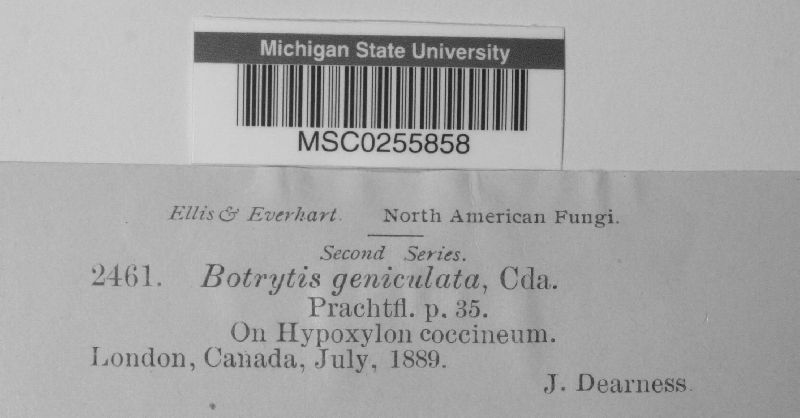 Michigan State University
MSC0255858
Ellis & Everhart. North American Fungi.
Second Series.
2461. Botrytis geniculata, Cda.
Prachtfl. p. 35.
On Hypoxylon coccineum.
London, Canada, July, 1889.
J. Dearness.